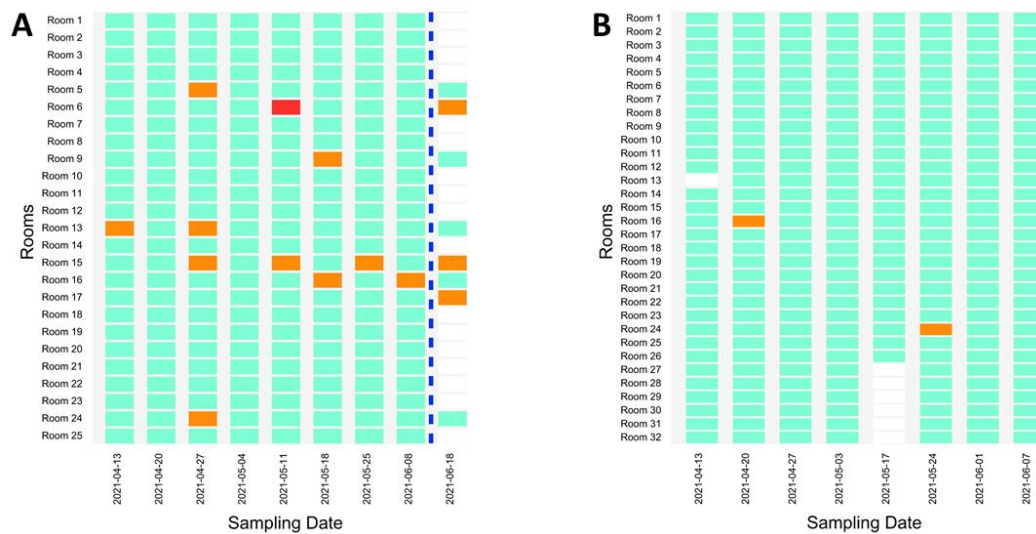 A
Rooms
Room 1
Room 2
Room 3
Room 4
Room 5
Room 6
Room 7
Room 8
Room 9
Room 10
Room 11
Room 12
Room 13
Room 14
Room 15
Room 16
Room 17
Room 18
Room 19
Room 20
Room 21
Room 22
Room 23
Room 24
Room 25
2021-04-13
2021-04-20
2021-04-27
2021-05-04
2021-05-11
2021-05-18
2021-05-25
2021-06-08
2021-06-18
Sampling Date
B
Rooms
Room 1
Room 2
Room 3
Room 4
Room 5
Room 6
Room 7
Room 8
Room 9
Room 10
Room 11
Room 12
Room 13
Room 14
Room 15
Room 16
Room 17
Room 18
Room 19
Room 20
Room 21
Room 22
Room 23
Room 24
Room 25
Room 26
Room 27
Room 28
Room 29
Room 30
Room 31
Room 32
2021-04-13
2021-04-20
2021-04-27
2021-05-03
2021-05-17
2021-05-24
2021-06-01
2021-06-07
Sampling Date